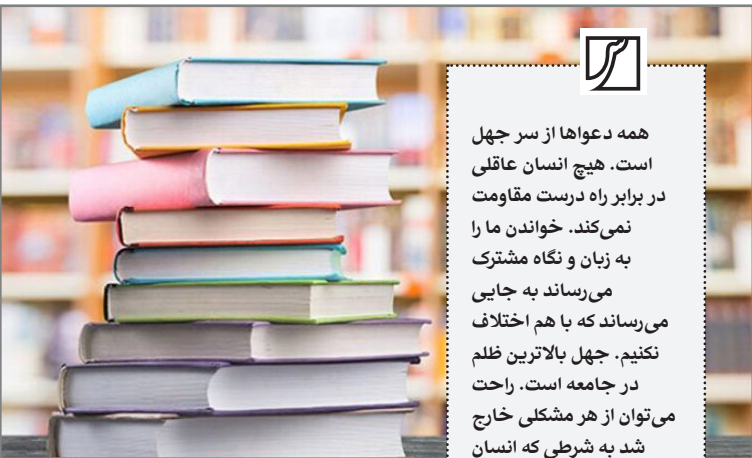 همه دعواها از سر جهل
است. هیچ انسان عاقلی
در برابر راه درست مقاومت
نمی‌کند. خواندن ما را
به زبان و نگاه مشترک
می‌رساند به جایی
می‌رساند که با هم اختلاف
نکنیم. جهل بالاترین ظلم
در جامعه است. راحت
می‌توان از هر مشکلی خارج
شد به شرطی که انسان